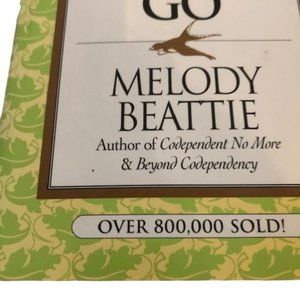 GO
MELODY
BEATTIE
Author of Codependent No More
& Beyond Codependency
OVER 800,000 SOLD!